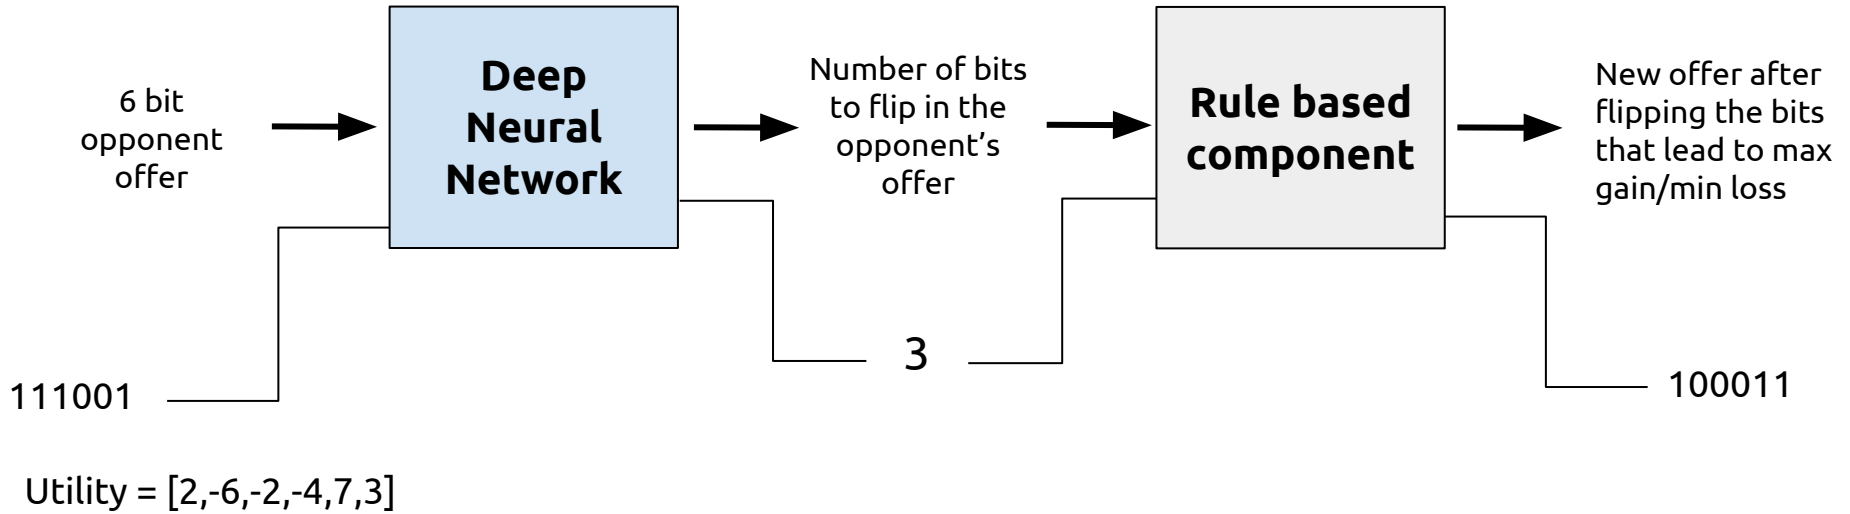 6 bit
opponent
offer
Deep
Neural
Network
Number of bits
to flip in the
opponent's
offer
Rule based
component
New offer after
flipping the bits
that lead to max
gain/min loss
111001
3
100011
Utility = [2,-6,-2,-4,7,3]